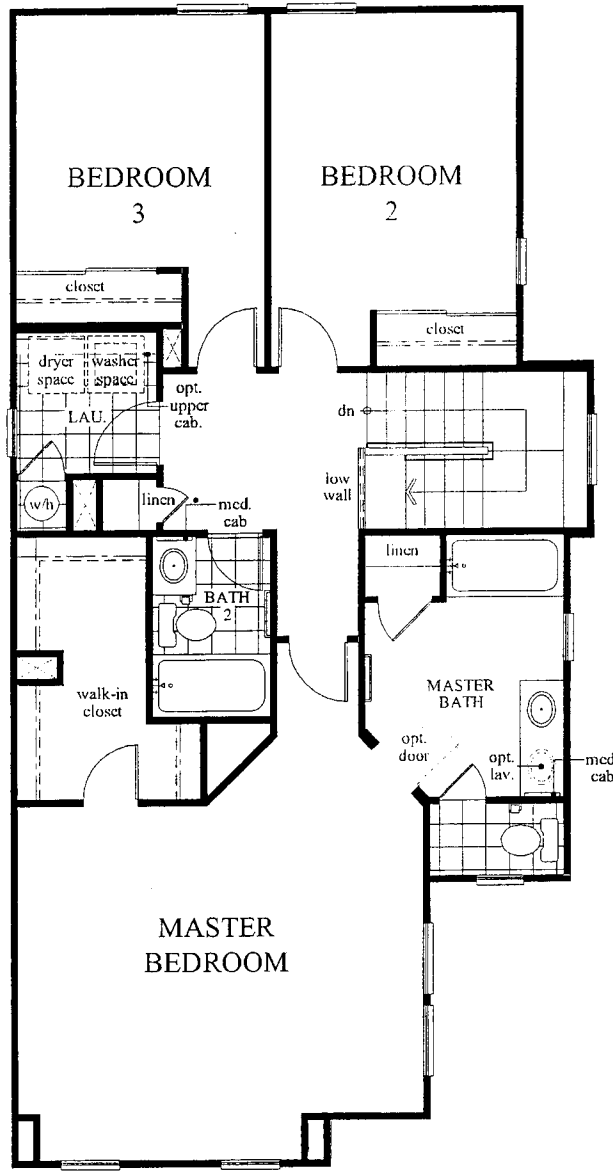 BEDROOM
3
BEDROOM
2
closet
closet
dryer
space
washer
space
opt.
upper
cab.
LAU.
dn
low
wall
w/h
linen
med.
cab
linen
BATH
2
walk-in
closet
MASTER
BATH
opt.
door
opt.
lav.
med.
cab
MASTER
BEDROOM